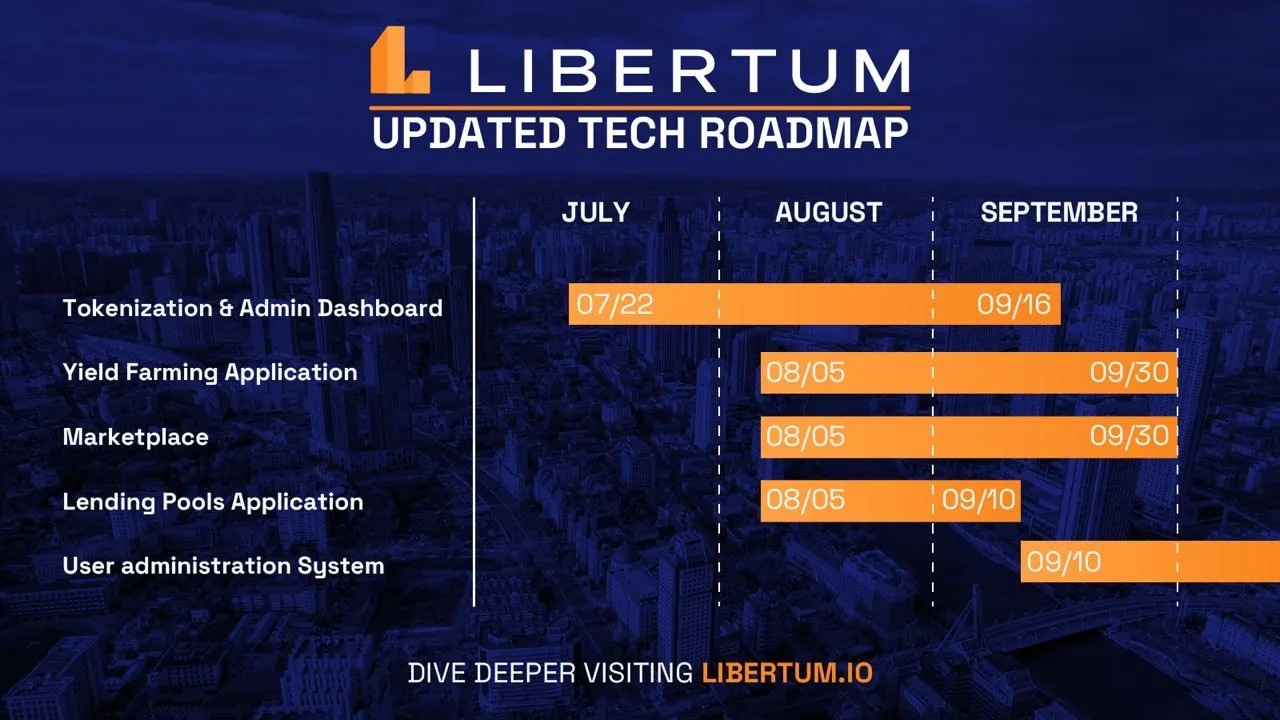 LIBERTUM
UPDATED TECH ROADMAP
JULY AUGUST SEPTEMBER
Tokenization & Admin Dashboard 07/22 09/16
Yield Farming Application 08/05 09/30
Marketplace 08/05 09/30
Lending Pools Application 08/05 09/10
User administration System 09/10
DIVE DEEPER VISITING LIBERTUM.IO